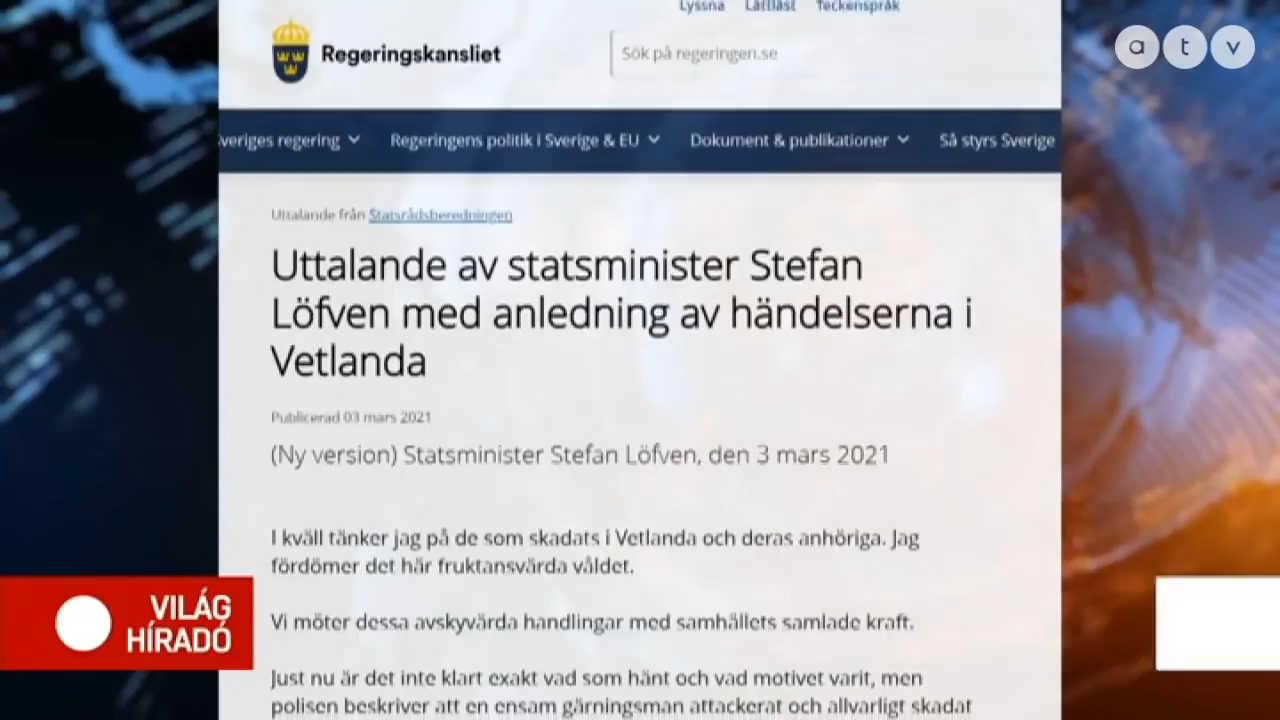 Lyssna Lättläst Teckenspråk
a t v
Regeringskansliet
Sök på regeringen.se
veriges regering Regeringens politik i Sverige & EU Dokument & publikationer Så styrs Sverige
Uttalande från Statsrådsberedningen
Uttalande av statsminister Stefan
Löfven med anledning av händelserna i
Vetlanda
Publicerad 03 mars 2021
(Ny version) Statsminister Stefan Löfven, den 3 mars 2021
I kväll tänker jag på de som skadats i Vetlanda och deras anhöriga. Jag
fördömer det här fruktansvärda våldet.
VILÁG
HÍRADÓ
Vi möter dessa avskyvärda handlingar med samhällets samlade kraft.
Just nu är det inte klart exakt vad som hänt och vad motivet varit, men
polisen beskriver att en ensam gärningsman attackerat och allvarligt skadat